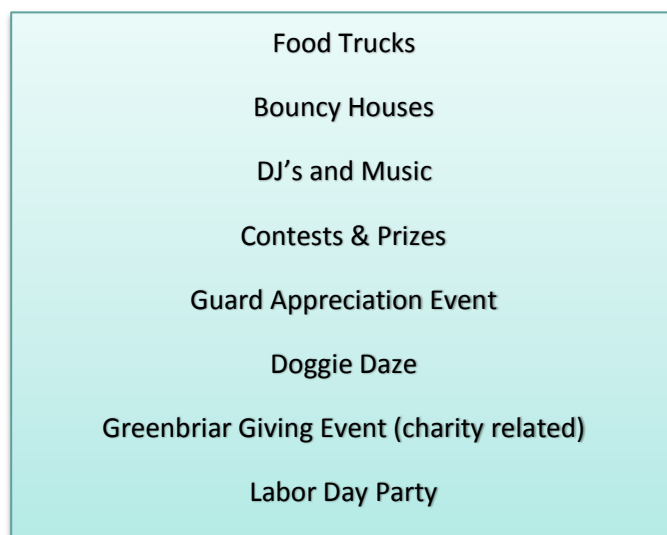 Food Trucks
Bouncy Houses
DJ’s and Music
Contests & Prizes
Guard Appreciation Event
Doggie Daze
Greenbriar Giving Event (charity related)
Labor Day Party